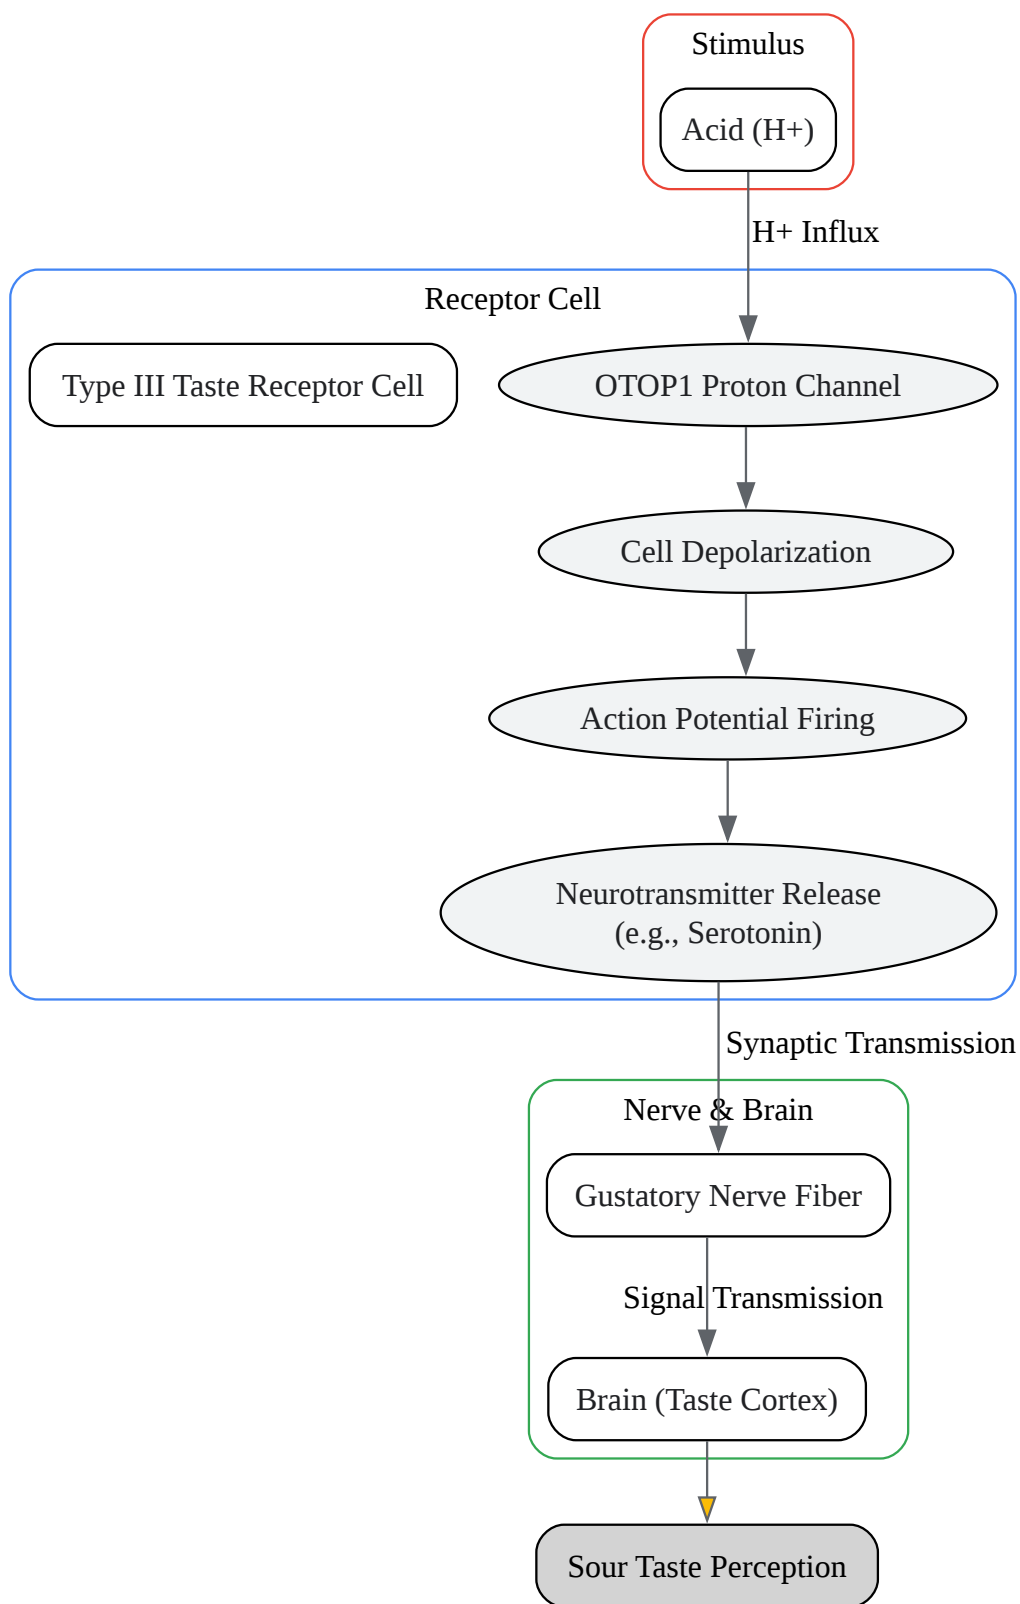 Stimulus
Acid (H+)
H+ Influx
Receptor Cell
Type III Taste Receptor Cell
OTOP1 Proton Channel
Cell Depolarization
Action Potential Firing
Neurotransmitter Release
(e.g., Serotonin)
Synaptic Transmission
Nerve & Brain
Gustatory Nerve Fiber
Signal Transmission
Brain (Taste Cortex)
Sour Taste Perception